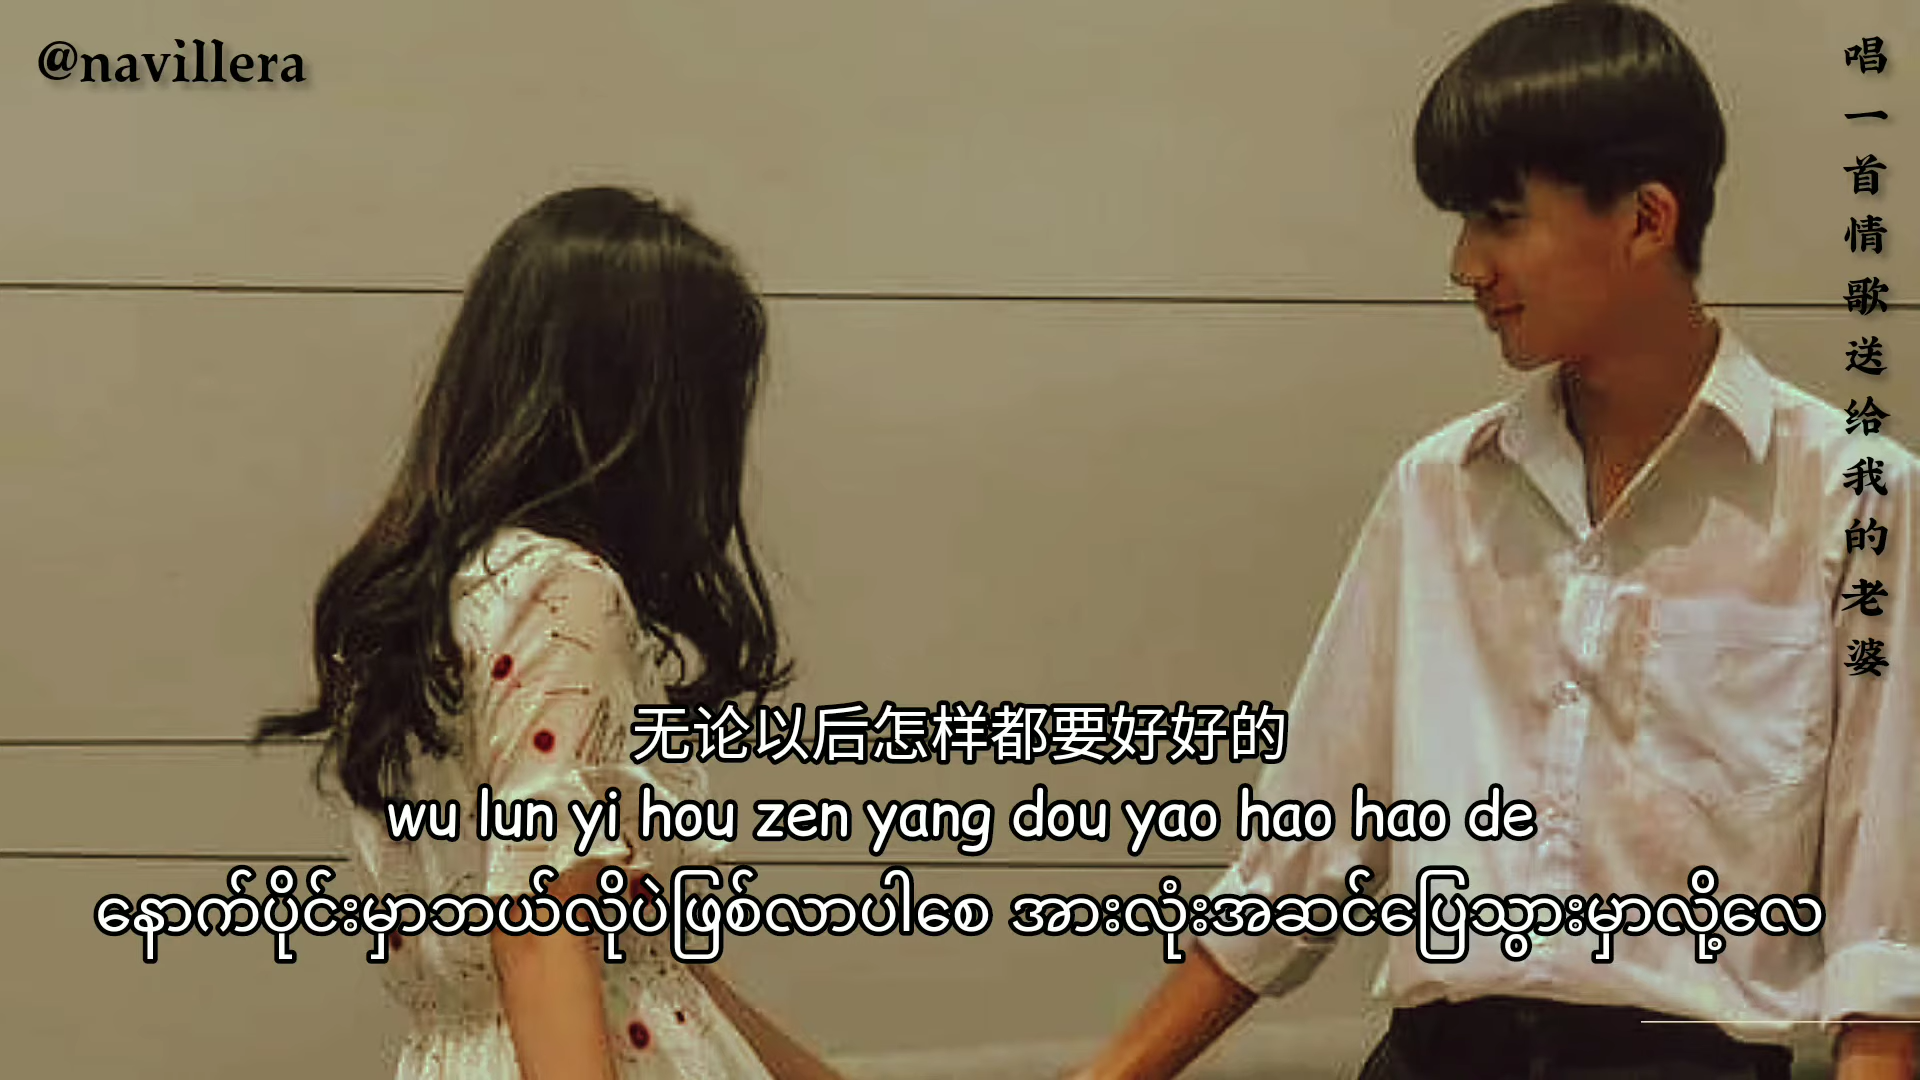 @navillera
唱一首情歌送给我的老婆
无论以后怎样都要好好的
wu lun yi hou zen yang dou yao hao hao de
နောက်ပိုင်းမှာဘယ်လိုပဲဖြစ်လာပါစေ အားလုံးအဆင်ပြေသွားမှာလို့လေ